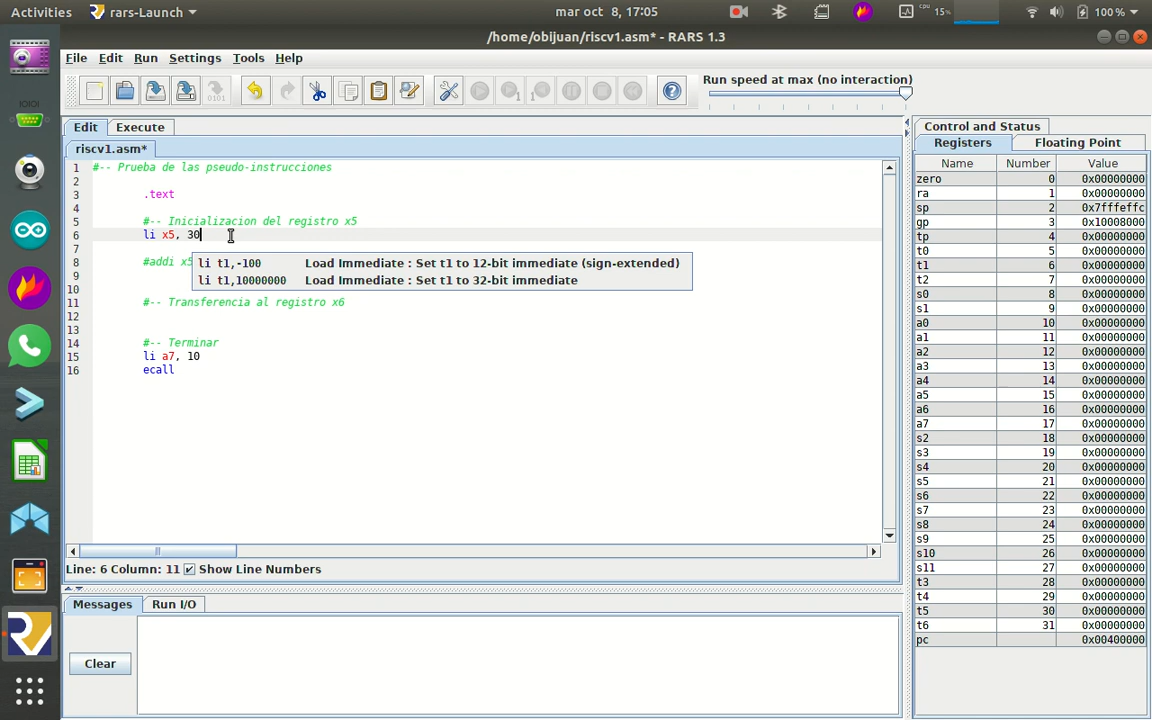 Activities rars-Launch mar oct 8, 17:05 cpu 15% 100%
/home/obijuan/riscv1.asm* - RARS 1.3
File Edit Run Settings Tools Help
Run speed at max (no interaction)
Edit Execute
riscv1.asm*
1 #-- Prueba de las pseudo-instrucciones
2
3 .text
4
5 #-- Inicializacion del registro x5
6 li x5, 30
7
8 #addi x5
9
10
11 #-- Transferencia al registro x6
12
13
14 #-- Terminar
15 li a7, 10
16 ecall
li t1,-100 Load Immediate : Set t1 to 12-bit immediate (sign-extended)
li t1,10000000 Load Immediate : Set t1 to 32-bit immediate
Line: 6 Column: 11 Show Line Numbers
Messages Run I/O
Clear
Control and Status
Registers Floating Point
Name Number Value
zero 0 0x00000000
ra 1 0x00000000
sp 2 0x7fffeffc
gp 3 0x10008000
tp 4 0x00000000
t0 5 0x00000000
t1 6 0x00000000
t2 7 0x00000000
s0 8 0x00000000
s1 9 0x00000000
a0 10 0x00000000
a1 11 0x00000000
a2 12 0x00000000
a3 13 0x00000000
a4 14 0x00000000
a5 15 0x00000000
a6 16 0x00000000
a7 17 0x00000000
s2 18 0x00000000
s3 19 0x00000000
s4 20 0x00000000
s5 21 0x00000000
s6 22 0x00000000
s7 23 0x00000000
s8 24 0x00000000
s9 25 0x00000000
s10 26 0x00000000
s11 27 0x00000000
t3 28 0x00000000
t4 29 0x00000000
t5 30 0x00000000
t6 31 0x00000000
pc 0x00400000